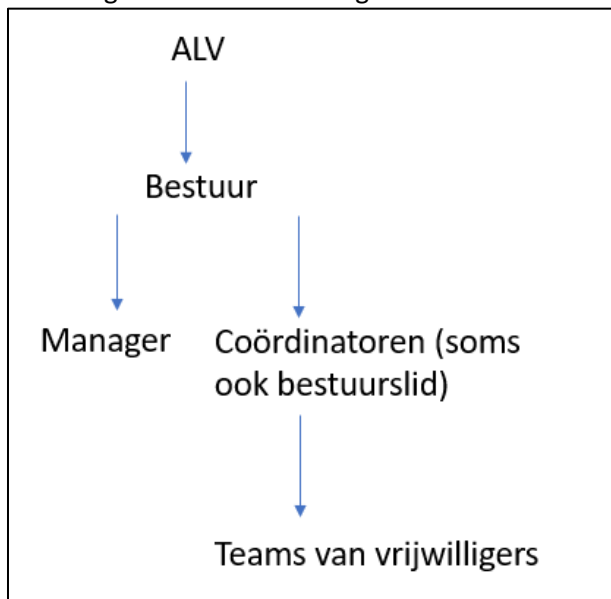 ALV
Bestuur
Manager
Coördinatoren (soms
ook bestuurslid)
Teams van vrijwilligers